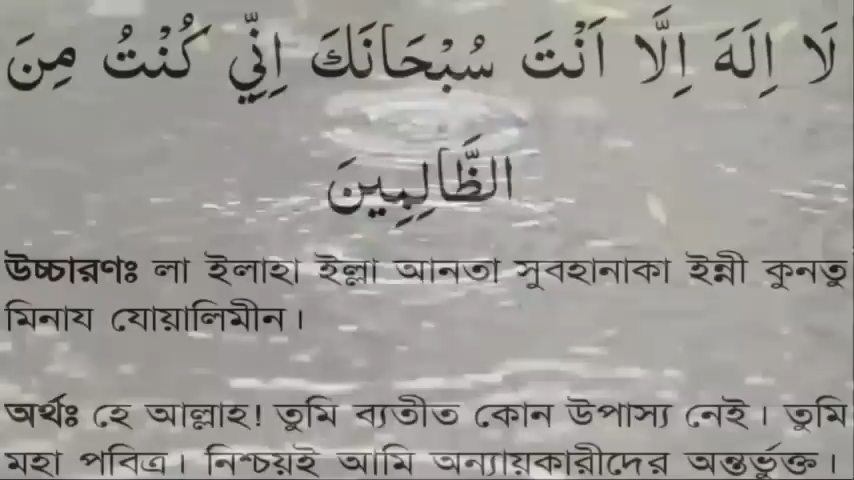 لَا اِلَهَ اِلَّا اَنْتَ سُبْحَانَكَ اِنِّي كُنْتُ مِنَ
الظَّالِمِينَ
উচ্চারণঃ লা ইলাহা ইল্লা আনতা সুবহানাকা ইন্নী কুনতু
মিনায যোয়ালিমীন।
অর্থঃ হে আল্লাহ! তুমি ব্যতীত কোন উপাস্য নেই। তুমি
মহা পবিত্র। নিশ্চয়ই আমি অন্যায়কারীদের অন্তর্ভুক্ত।